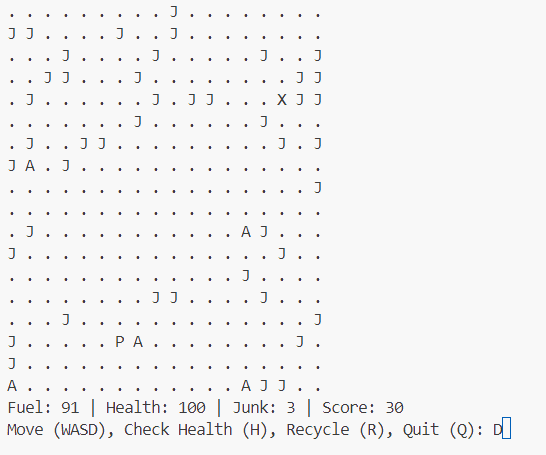 . . . . . . . . . J . . . . . . . .
J J . . . . J . . J . . . . . . . .
. . . J . . . . J . . . . . J . . J
. . J J . . . J . . . . . . . . J J
. J . . . . . . J . J J . . . X J J
. . . . . . . J . . . . . . J . . .
. J . . J J . . . . . . . . . J . J
J A . J . . . . . . . . . . . . . .
. . . . . . . . . . . . . . . . . J
. . . . . . . . . . . . . . . . . .
. J . . . . . . . . . . . A J . . .
J . . . . . . . . . . . . . . J . .
. . . . . . . . . . . . . J . . . .
. . . . . . . . J J . . . . J . . .
. . . J . . . . . . . . . . . . . J
J . . . . . P A . . . . . . . . J .
J . . . . . . . . . . . . . . . . .
A . . . . . . . . . . . . A J J . .
Fuel: 91 | Health: 100 | Junk: 3 | Score: 30
Move (WASD), Check Health (H), Recycle (R), Quit (Q): D